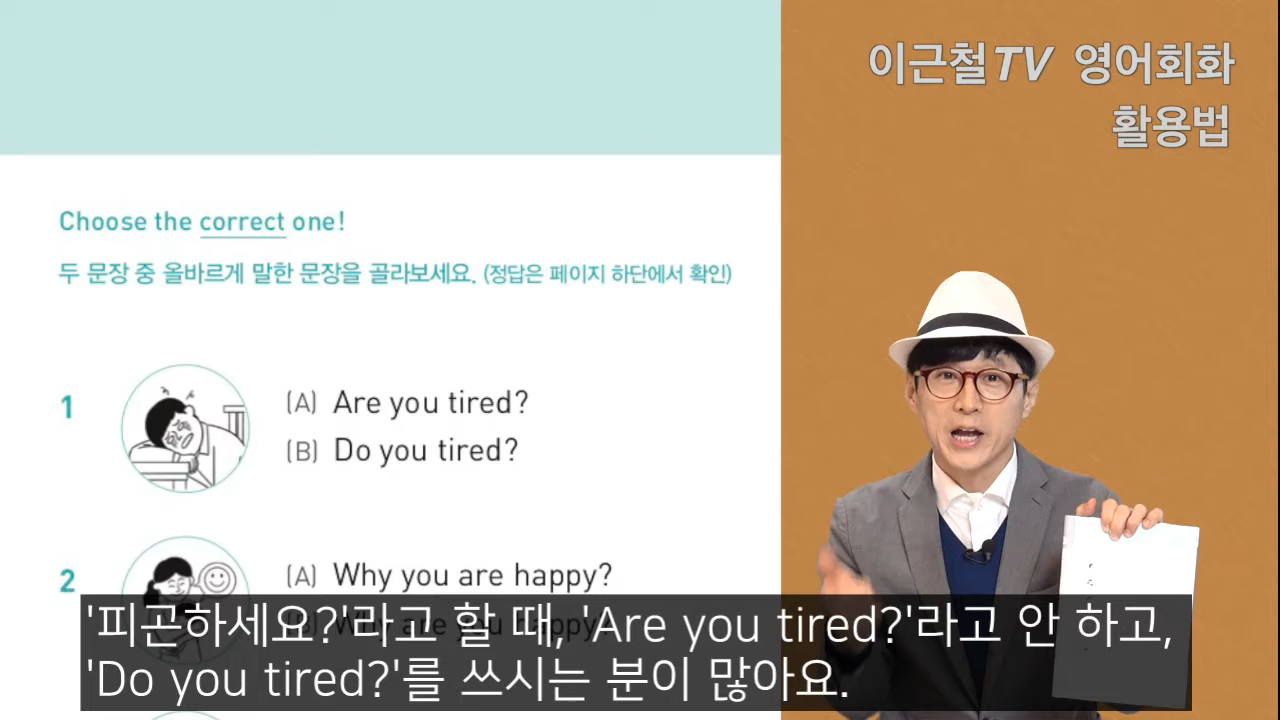 이근철TV 영어회화
활용법
Choose the correct one!
두 문장 중 올바르게 말한 문장을 골라보세요. (정답은 페이지 하단에서 확인)
1
(A) Are you tired?
(B) Do you tired?
2
(A) Why you are happy?
(B) Why are you happy?
'피곤하세요?'라고 할 때, 'Are you tired?'라고 안 하고,
'Do you tired?'를 쓰시는 분이 많아요.